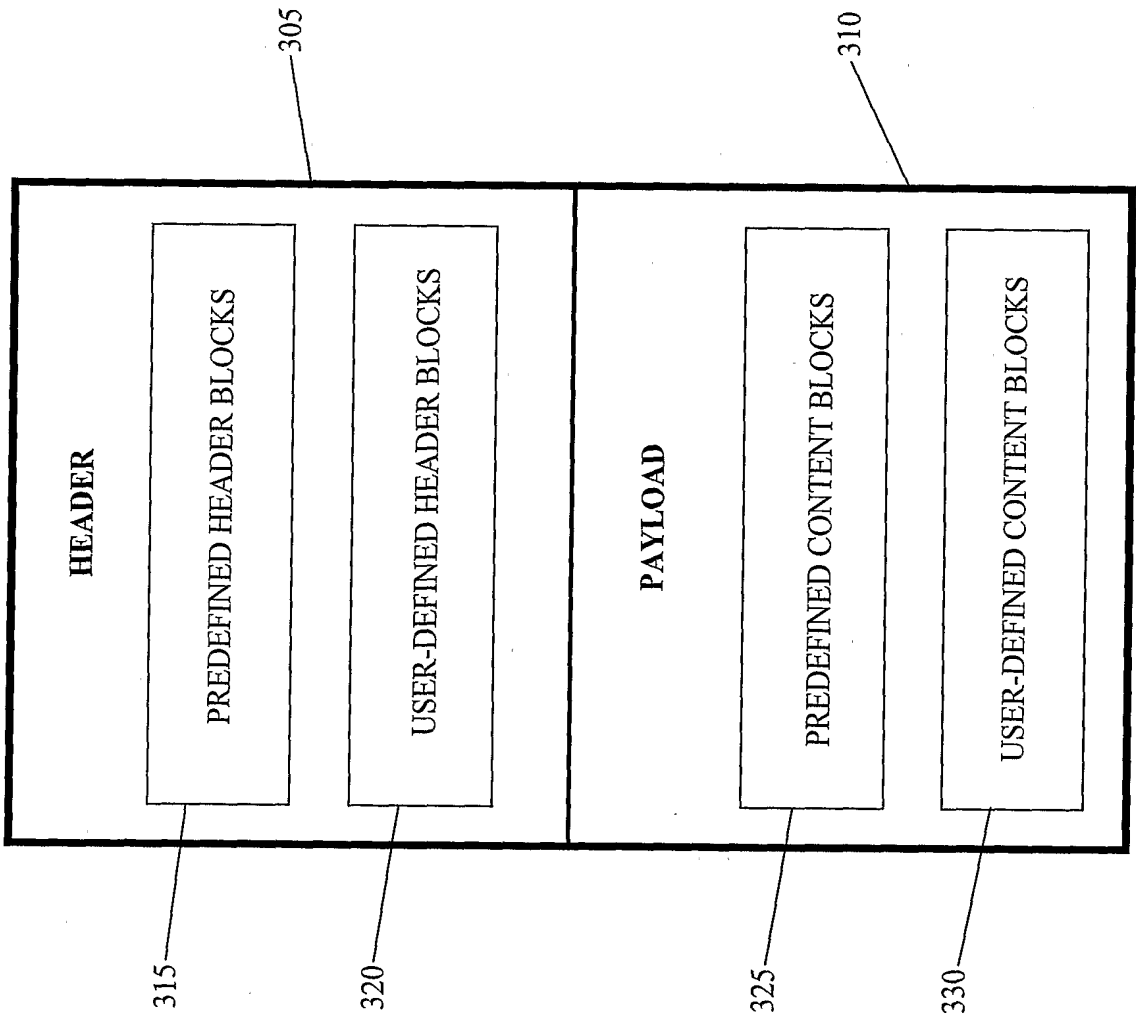 HEADER
305
PREDEFINED HEADER BLOCKS
315
USER-DEFINED HEADER BLOCKS
320
PAYLOAD
310
PREDEFINED CONTENT BLOCKS
325
USER-DEFINED CONTENT BLOCKS
330